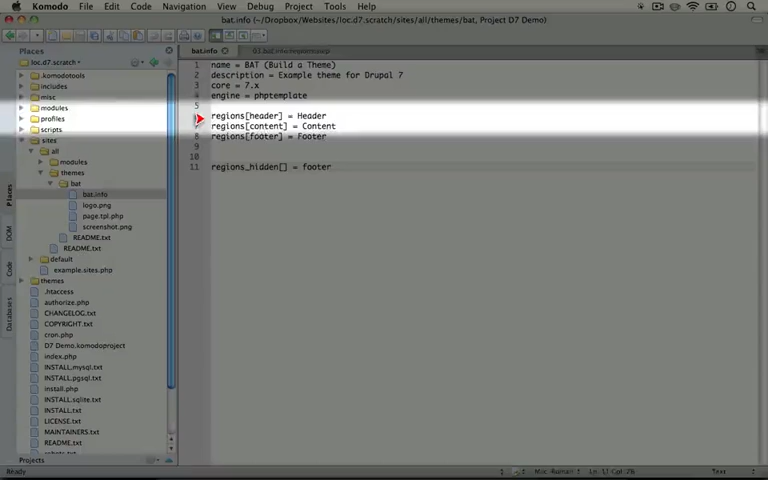 Komodo File Edit Code Navigation View Debug Project Tools Window Help
bat.info (~/Dropbox/Websites/loc.d7.scratch/sites/all/themes/bat, Project D7 Demo)
Places
bat.info
loc.d7.scratch
.komodotools
includes
misc
modules
profiles
scripts
sites
all
modules
themes
bat
bat.info
logo.png
page.tpl.php
screenshot.png
README.txt
README.txt
default
example.sites.php
themes
.htaccess
authorize.php
CHANGELOG.txt
COPYRIGHT.txt
cron.php
D7 Demo.komodoproject
index.php
INSTALL.mysql.txt
INSTALL.pgsql.txt
install.php
INSTALL.sqlite.txt
INSTALL.txt
LICENSE.txt
MAINTAINERS.txt
README.txt
Projects
Places
DOM
Code
Databases
1 name = BAT (Build a Theme)
2 description = Example theme for Drupal 7
3 core = 7.x
4 engine = phptemplate
5
regions[header] = Header
7 regions[content] = Content
8 regions[footer] = Footer
9
10
11 regions_hidden[] = footer
Ready
Text